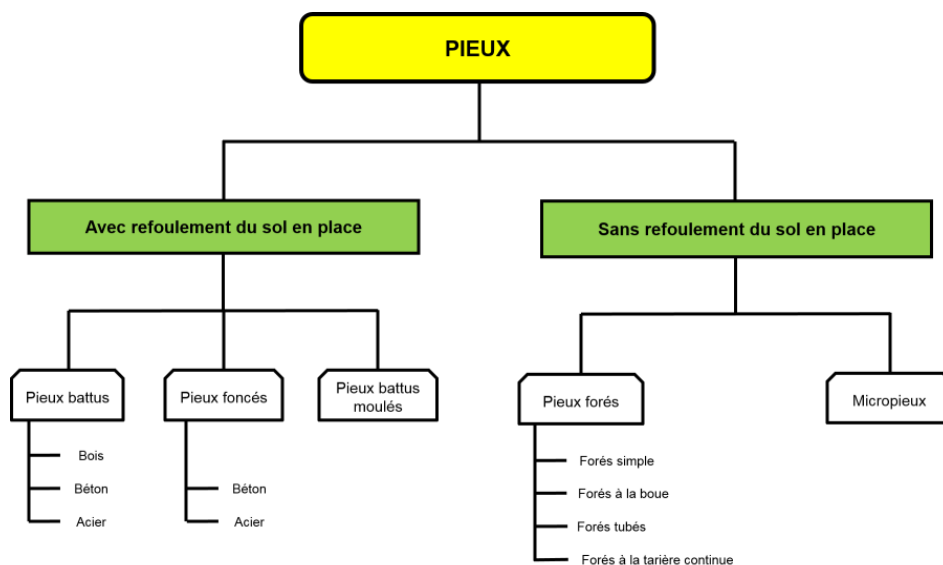 PIEUX
Avec refoulement du sol en place
Sans refoulement du sol en place
Pieux battus
Pieux foncés
Pieux battus
moulés
Pieux forés
Micropieux
Bois
Béton
Acier
Béton
Acier
Forés simple
Forés à la boue
Forés tubés
Forés à la tarière continue